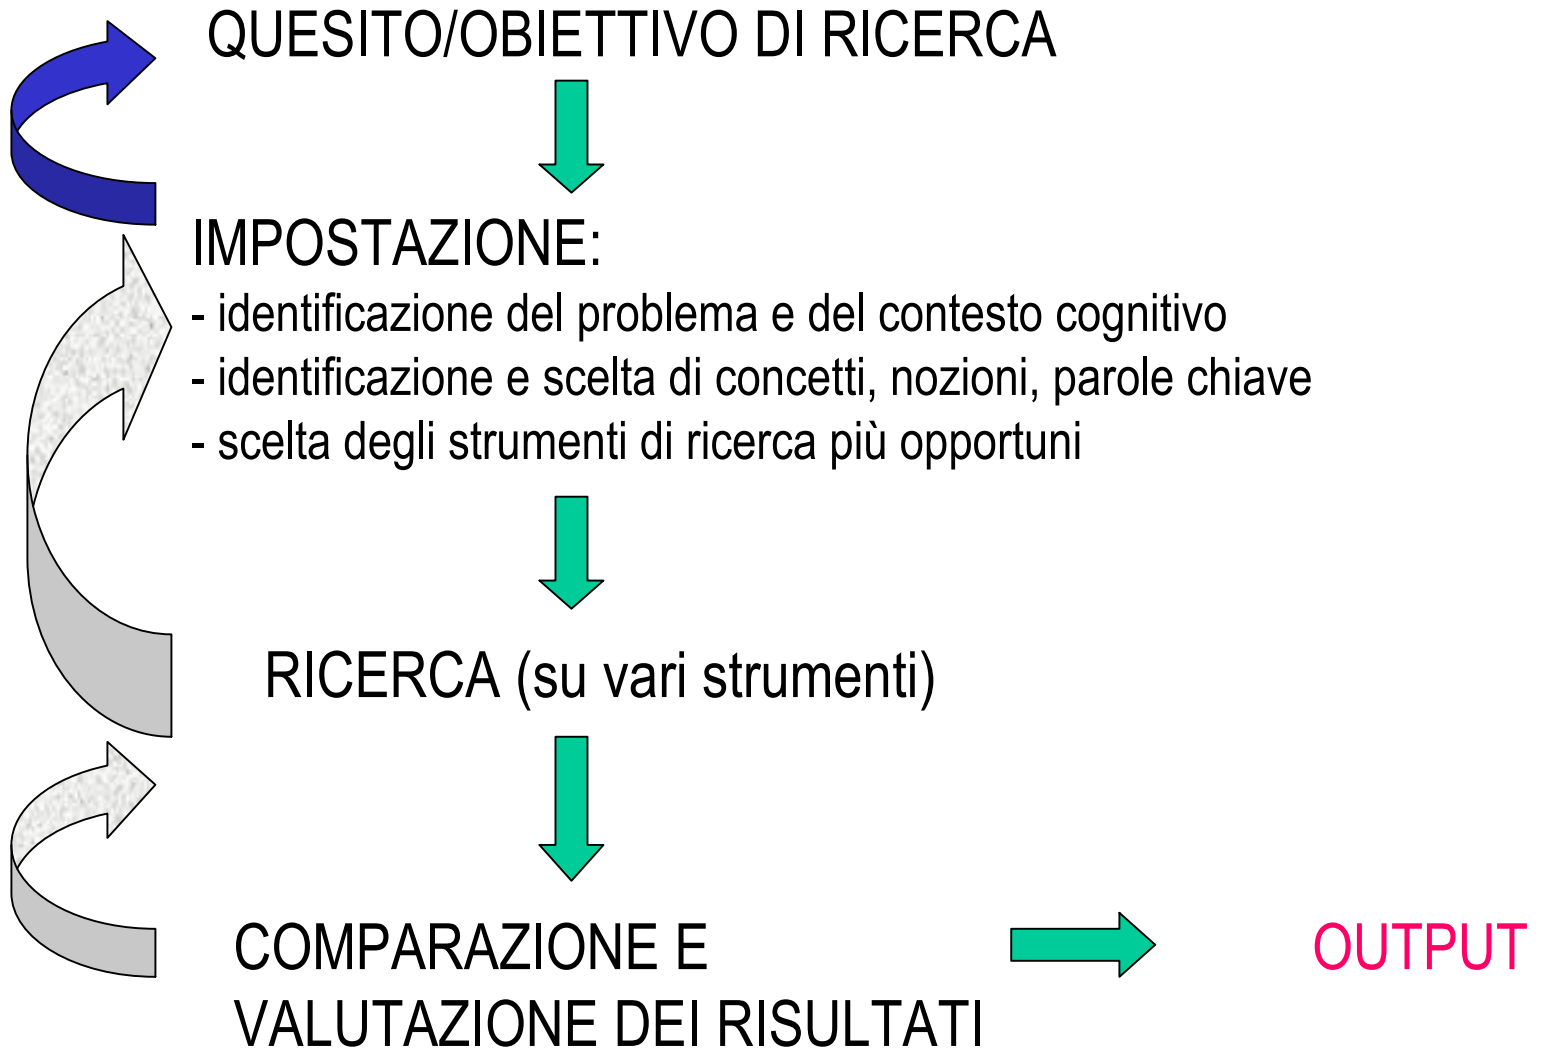 QUESITO/OBIETTIVO DI RICERCA
IMPOSTAZIONE:
- identificazione del problema e del contesto cognitivo
- identificazione e scelta di concetti, nozioni, parole chiave
- scelta degli strumenti di ricerca più opportuni
RICERCA (su vari strumenti)
COMPARAZIONE E
VALUTAZIONE DEI RISULTATI
OUTPUT